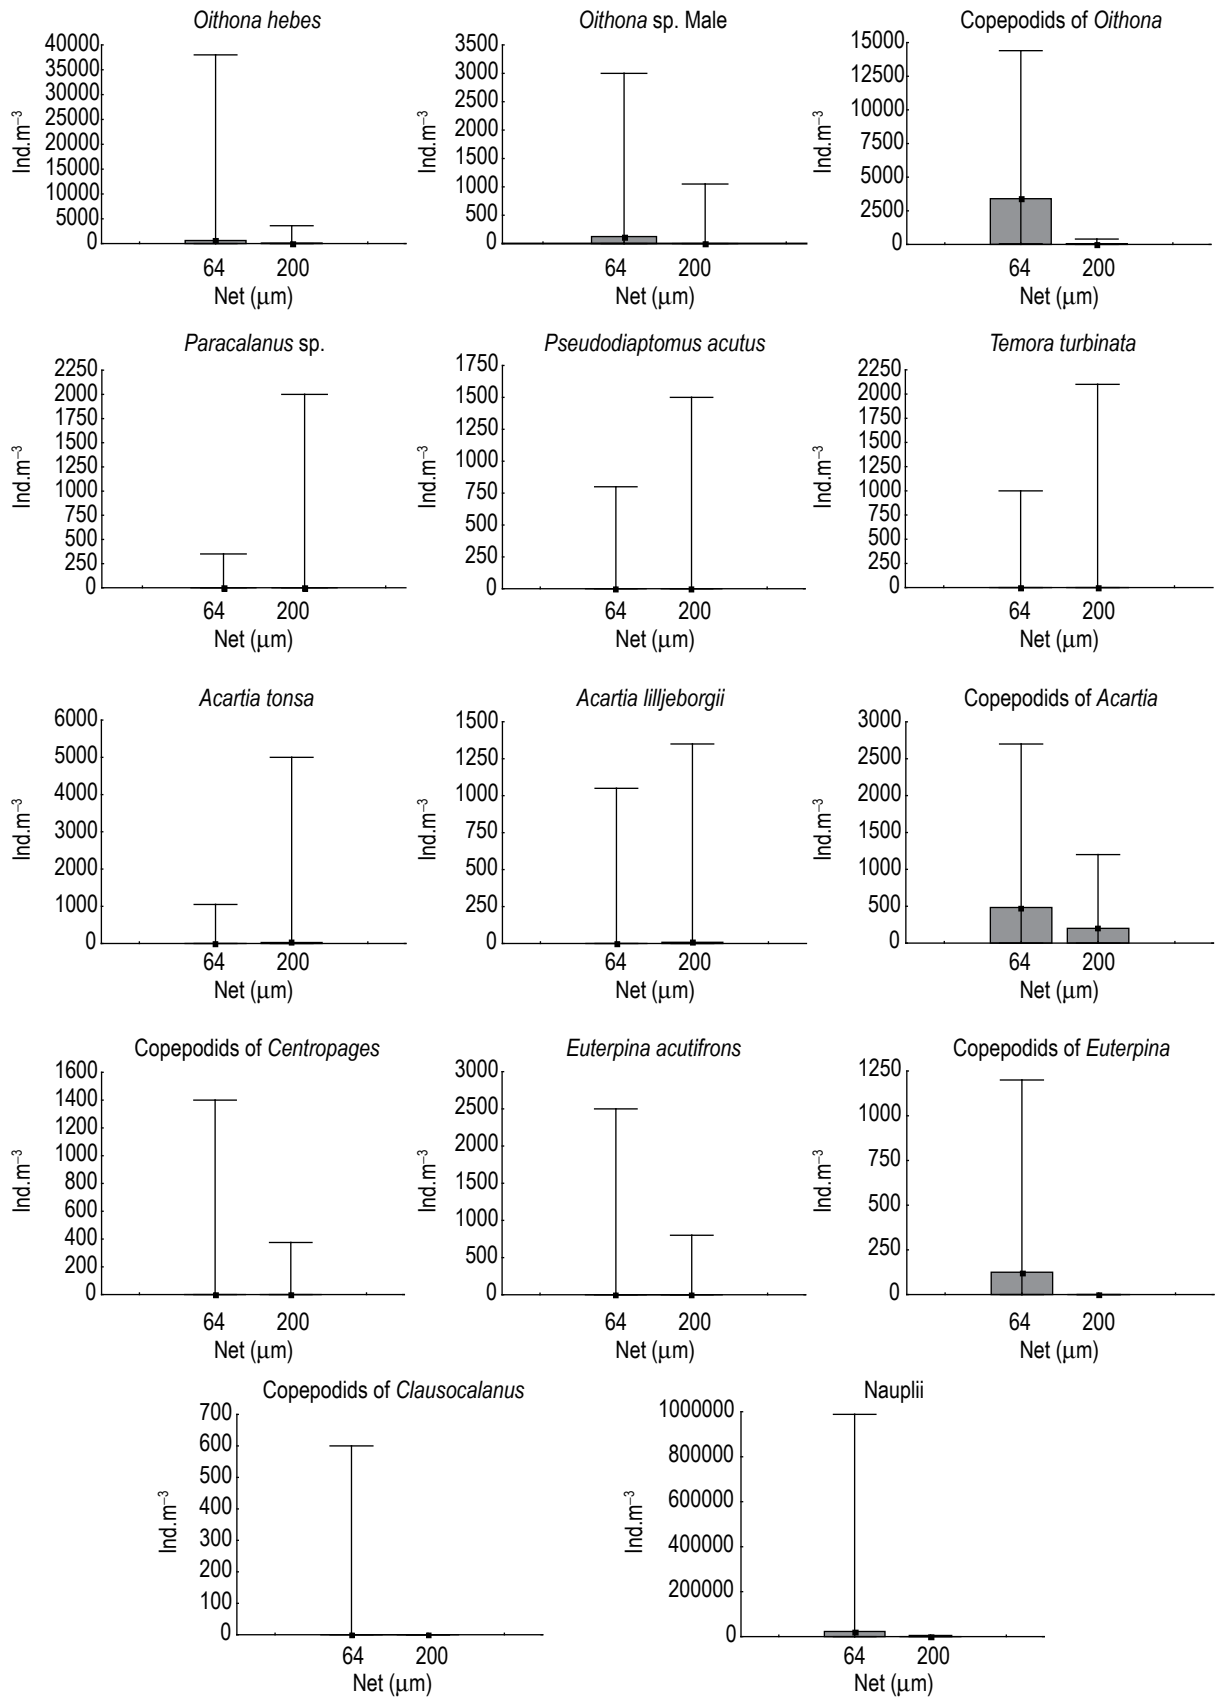 Oithona hebes
40000
35000
30000
25000
20000
15000
10000
5000
0
Ind.m⁻³
64 200
Net (μm)
Oithona sp. Male
3500
3000
2500
2000
1500
1000
500
0
Ind.m⁻³
64 200
Net (μm)
Copepodids of Oithona
15000
12500
10000
7500
5000
2500
0
Ind.m⁻³
64 200
Net (μm)
Paracalanus sp.
2250
2000
1750
1500
1250
1000
750
500
250
0
Ind.m⁻³
64 200
Net (μm)
Pseudodiaptomus acutus
1750
1500
1250
1000
750
500
250
0
Ind.m⁻³
64 200
Net (μm)
Temora turbinata
2250
2000
1750
1500
1250
1000
750
500
250
0
Ind.m⁻³
64 200
Net (μm)
Acartia tonsa
6000
5000
4000
3000
2000
1000
0
Ind.m⁻³
64 200
Net (μm)
Acartia lilljeborgii
1500
1250
1000
750
500
250
0
Ind.m⁻³
64 200
Net (μm)
Copepodids of Acartia
3000
2500
2000
1500
1000
500
0
Ind.m⁻³
64 200
Net (μm)
Copepodids of Centropages
1600
1400
1200
1000
800
600
400
200
0
Ind.m⁻³
64 200
Net (μm)
Euterpina acutifrons
3000
2500
2000
1500
1000
500
0
Ind.m⁻³
64 200
Net (μm)
Copepodids of Euterpina
1250
1000
750
500
250
0
Ind.m⁻³
64 200
Net (μm)
Copepodids of Clausocalanus
700
600
500
400
300
200
100
0
Ind.m⁻³
64 200
Net (μm)
Nauplii
1000000
800000
600000
400000
200000
0
Ind.m⁻³
64 200
Net (μm)